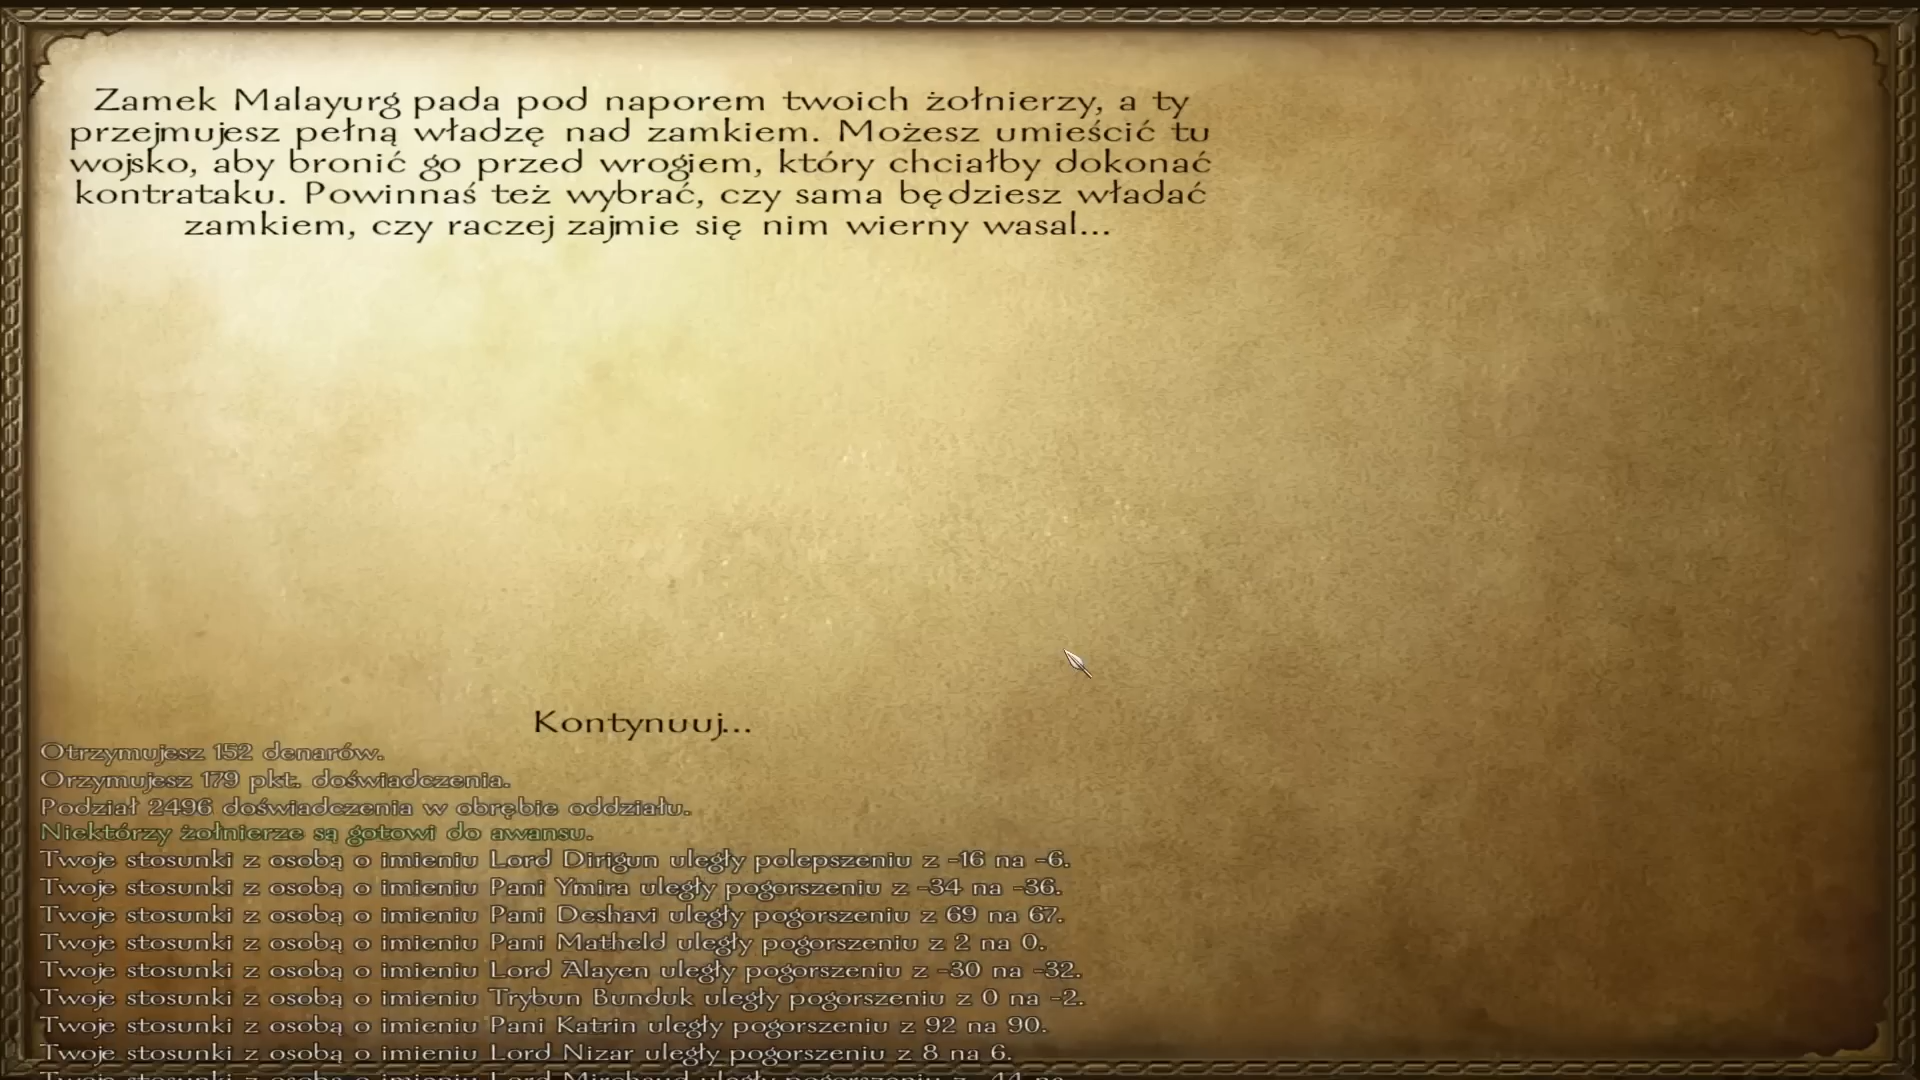 Zamek Malayurg pada pod naporem twoich żołnierzy, a ty
przejmujesz pełną władzę nad zamkiem. Możesz umieścić tu
wojsko, aby bronić go przed wrogiem, który chciałby dokonać
kontrataku. Powinnaś też wybrać, czy sama będziesz władać
zamkiem, czy raczej zajmie się nim wierny wasal...
Kontynuuj...
Otrzymujesz 152 denarów.
Orzymujesz 179 pkt. doświadczenia.
Podział 2496 doświadczenia w obrębie oddziału.
Niektórzy żołnierze są gotowi do awansu.
Twoje stosunki z osobą o imieniu Lord Dirigun uległy polepszeniu z -16 na -6.
Twoje stosunki z osobą o imieniu Pani Ymira uległy pogorszeniu z -34 na -36.
Twoje stosunki z osobą o imieniu Pani Deshavi uległy pogorszeniu z 69 na 67.
Twoje stosunki z osobą o imieniu Pani Matheld uległy pogorszeniu z 2 na 0.
Twoje stosunki z osobą o imieniu Lord Alayen uległy pogorszeniu z -30 na -32.
Twoje stosunki z osobą o imieniu Trybun Bunduk uległy pogorszeniu z 0 na -2.
Twoje stosunki z osobą o imieniu Pani Katrin uległy pogorszeniu z 92 na 90.
Twoje stosunki z osobą o imieniu Lord Nizar uległy pogorszeniu z 8 na 6.
Twoje stosunki z osobą o imieniu Lord